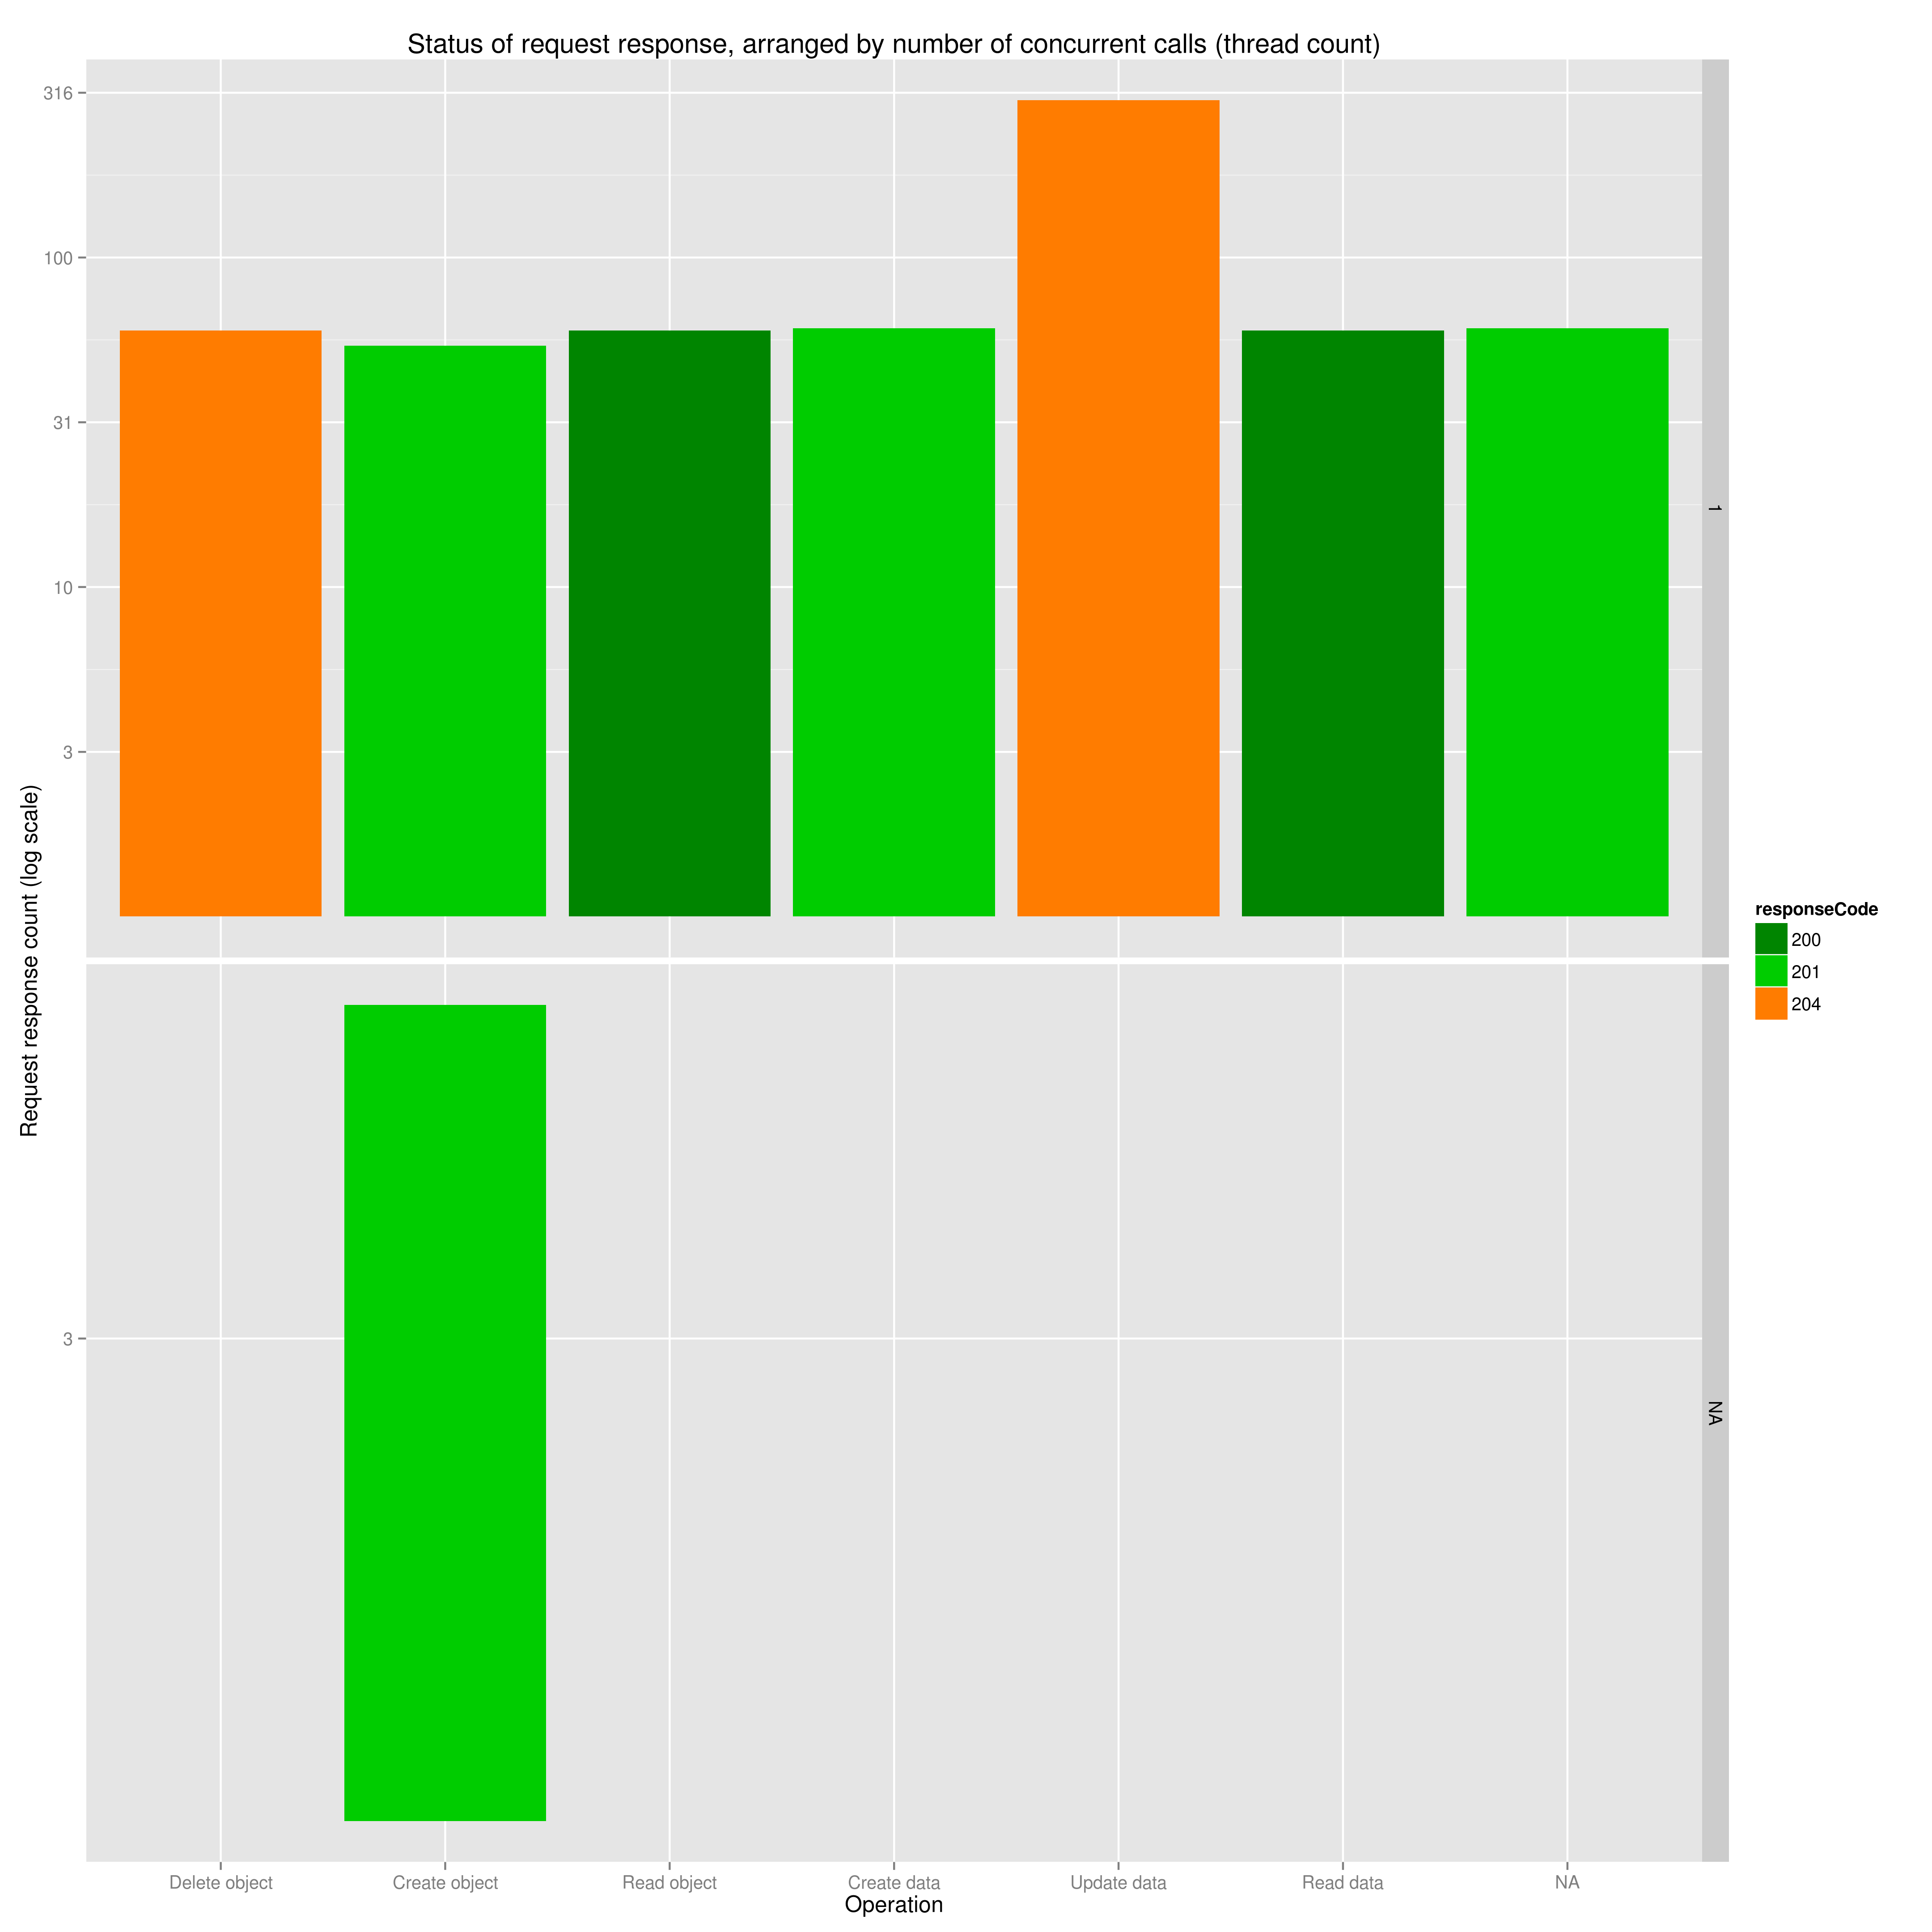 Status of request response, arranged by number of concurrent calls (thread count)
316
100
31
10
3
1
Request response count (log scale)
3
NA
responseCode
200
201
204
Delete object
Create object
Read object
Create data
Update data
Read data
NA
Operation